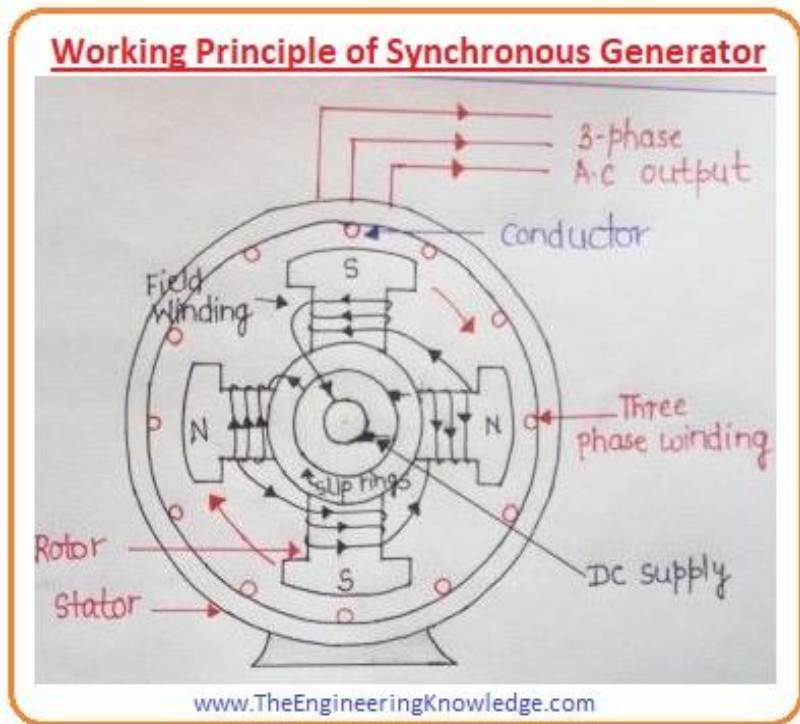 Working Principle of Synchronous Generator
3-phase
A.C output
Conductor
S
Field
Winding
N
N
Three
phase winding
slip rings
Rotor
S
DC supply
Stator
www.TheEngineeringKnowledge.com